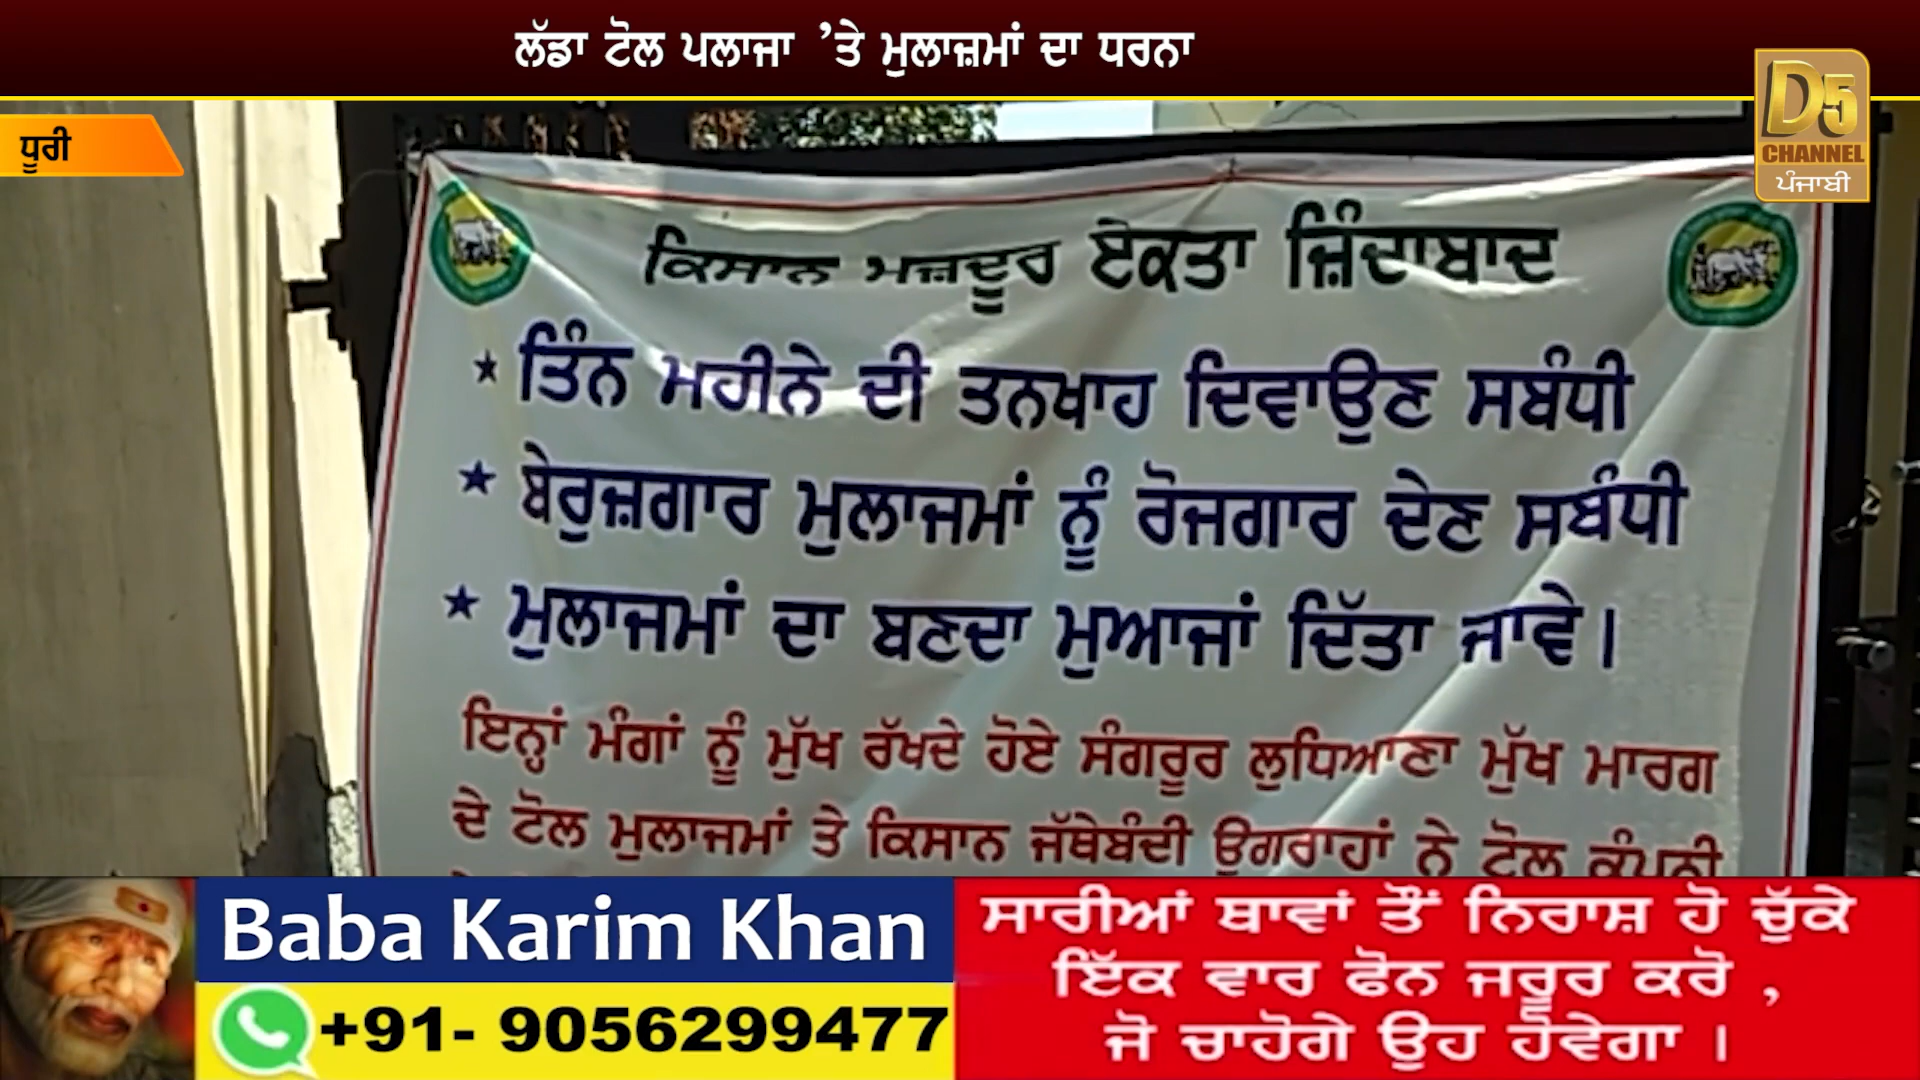 ਲੱਡਾ ਟੋਲ ਪਲਾਜਾ ’ਤੇ ਮੁਲਾਜ਼ਮਾਂ ਦਾ ਧਰਨਾ
ਧੂਰੀ
D5
CHANNEL
ਪੰਜਾਬੀ
ਕਿਸਾਨ ਮਜ਼ਦੂਰ ਏਕਤਾ ਜ਼ਿੰਦਾਬਾਦ
★ ਤਿੰਨ ਮਹੀਨੇ ਦੀ ਤਨਖਾਹ ਦਿਵਾਉਣ ਸਬੰਧੀ
★ ਬੇਰੁਜ਼ਗਾਰ ਮੁਲਾਜਮਾਂ ਨੂੰ ਰੋਜਗਾਰ ਦੇਣ ਸਬੰਧੀ
★ ਮੁਲਾਜਮਾਂ ਦਾ ਬਣਦਾ ਮੁਆਜਾਂ ਦਿੱਤਾ ਜਾਵੇ।
ਇਨ੍ਹਾਂ ਮੰਗਾਂ ਨੂੰ ਮੁੱਖ ਰੱਖਦੇ ਹੋਏ ਸੰਗਰੂਰ ਲੁਧਿਆਣਾ ਮੁੱਖ ਮਾਰਗ
ਦੇ ਟੋਲ ਮੁਲਾਜਮਾਂ ਤੇ ਕਿਸਾਨ ਜੱਥੇਬੰਦੀ ਉਗਰਾਹਾਂ ਨੇ ਟੋਲ ਕੰਪਨੀ
Baba Karim Khan
+91- 9056299477
ਸਾਰੀਆਂ ਥਾਵਾਂ ਤੋਂ ਨਿਰਾਸ਼ ਹੋ ਚੁੱਕੇ
ਇੱਕ ਵਾਰ ਫੋਨ ਜਰੂਰ ਕਰੋ ,
ਜੋ ਚਾਹੋਗੇ ਉਹ ਹੋਵੇਗਾ ।